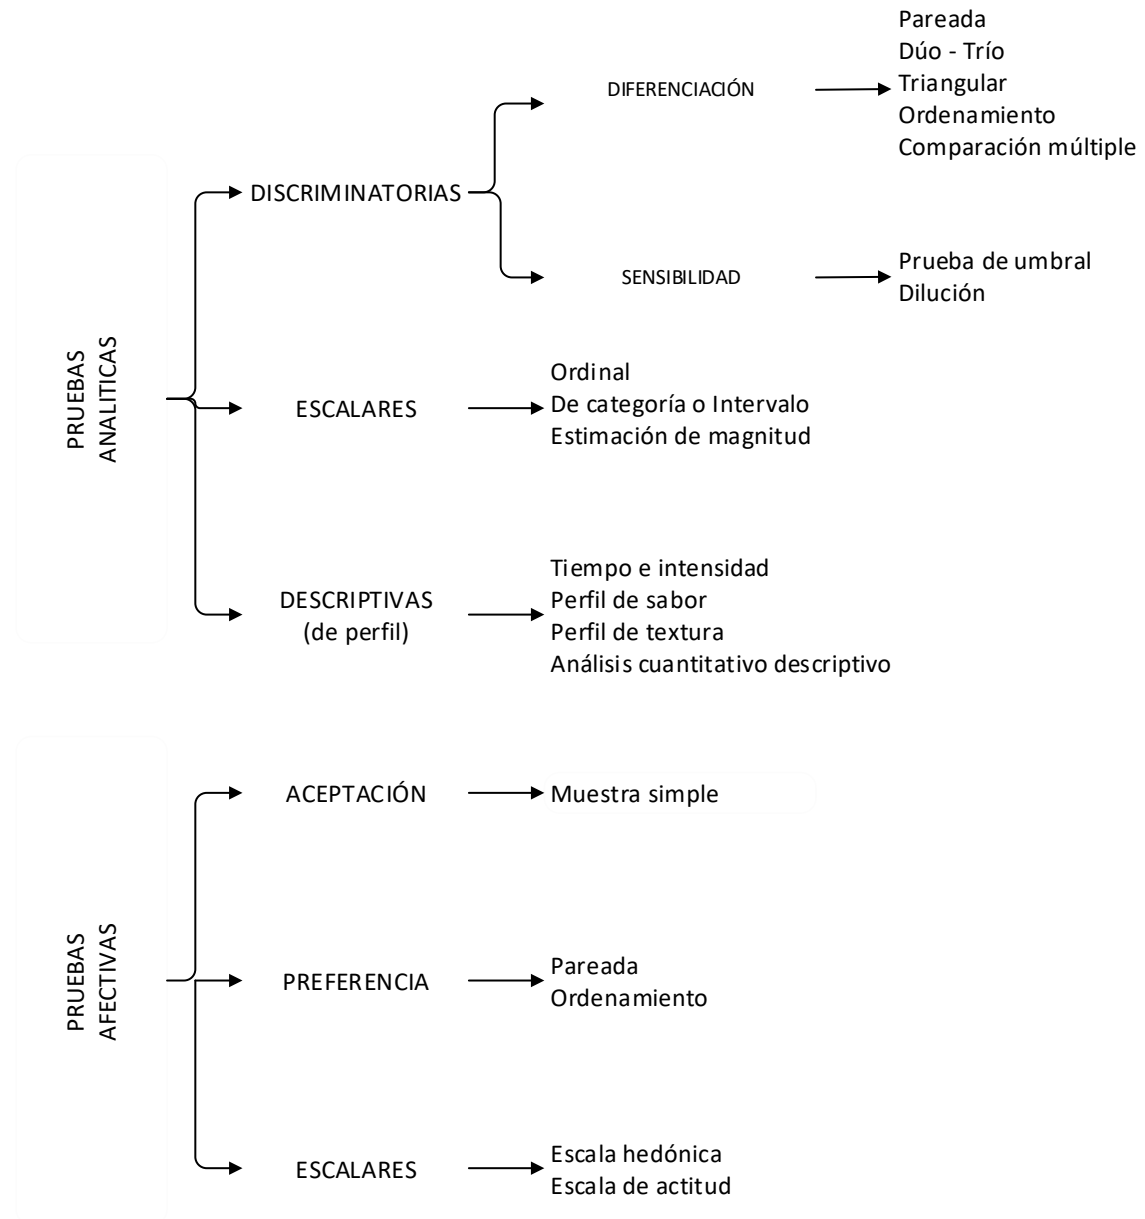 PRUEBAS
ANALITICAS
DISCRIMINATORIAS
DIFERENCIACIÓN
Pareada
Dúo - Trío
Triangular
Ordenamiento
Comparación múltiple
SENSIBILIDAD
Prueba de umbral
Dilución
ESCALARES
Ordinal
De categoría o Intervalo
Estimación de magnitud
DESCRIPTIVAS
(de perfil)
Tiempo e intensidad
Perfil de sabor
Perfil de textura
Análisis cuantitativo descriptivo
PRUEBAS
AFECTIVAS
ACEPTACIÓN
Muestra simple
PREFERENCIA
Pareada
Ordenamiento
ESCALARES
Escala hedónica
Escala de actitud